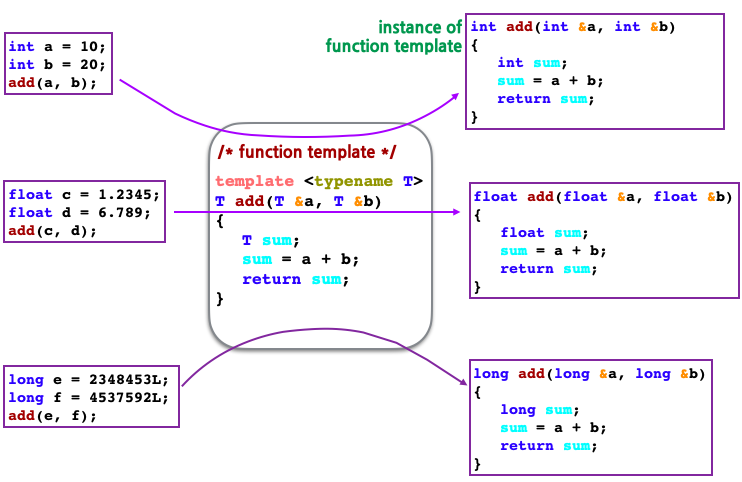 int a = 10;
int b = 20;
add(a, b);
instance of
function template
int add(int &a, int &b)
{
int sum;
sum = a + b;
return sum;
}
/* function template */
template <typename T>
T add(T &a, T &b)
{
T sum;
sum = a + b;
return sum;
}
float c = 1.2345;
float d = 6.789;
add(c, d);
float add(float &a, float &b)
{
float sum;
sum = a + b;
return sum;
}
long e = 2348453L;
long f = 4537592L;
add(e, f);
long add(long &a, long &b)
{
long sum;
sum = a + b;
return sum;
}